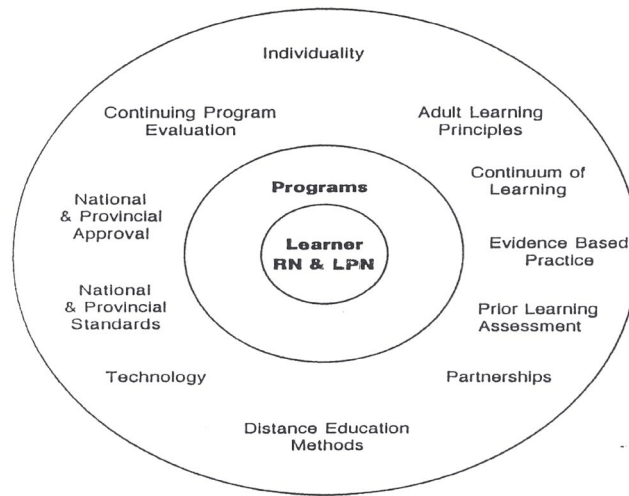 Individuality
Continuing Program
Evaluation
Adult Learning
Principles
Continuum of
Learning
National
& Provincial
Approval
Programs
Learner
RN & LPN
Evidence Based
Practice
National
& Provincial
Standards
Prior Learning
Assessment
Technology
Partnerships
Distance Education
Methods